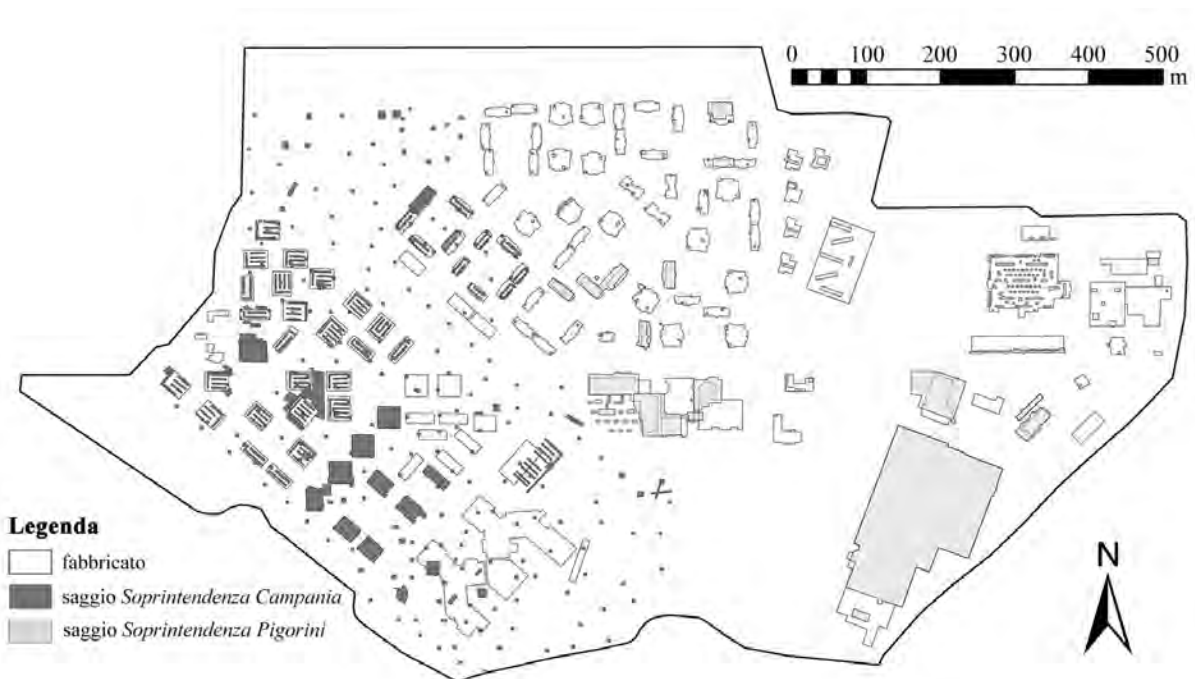 0 100 200 300 400 500
m
Legenda
fabbricato
saggio Soprintendenza Campania
saggio Soprintendenza Pigorini
N